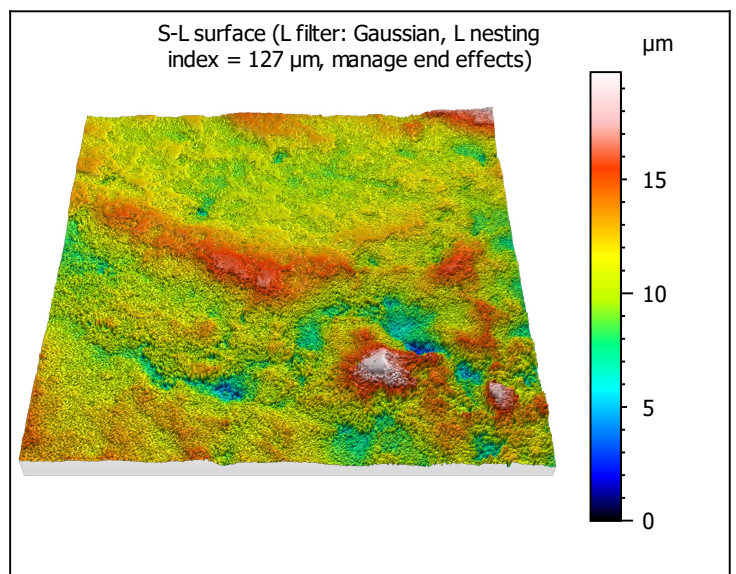 S-L surface (L filter: Gaussian, L nesting
index = 127 µm, manage end effects)
µm
15
10
5
0